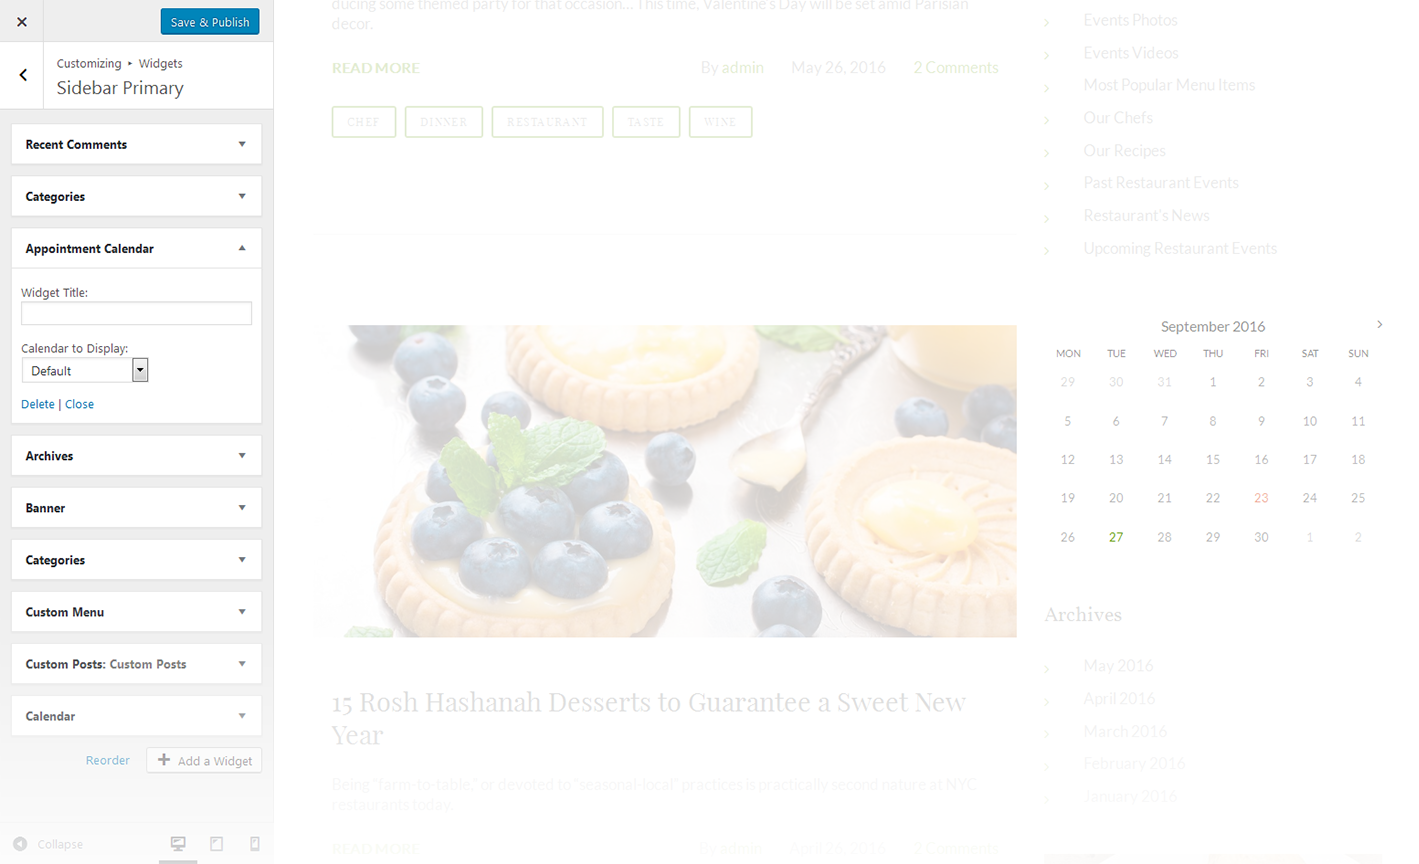 Save & Publish
Customizing ▸ Widgets
Sidebar Primary
Recent Comments
Categories
Appointment Calendar
Widget Title:
Calendar to Display:
Default
Delete | Close
Archives
Banner
Categories
Custom Menu
Custom Posts: Custom Posts
Calendar
Reorder
Add a Widget
Collapse
ducing some themed party for that occasion... This time, Valentine's Day will be set amid Parisian
decor.
READ MORE By admin May 26, 2016 2 Comments
CHEF DINNER RESTAURANT TASTE WINE
15 Rosh Hashanah Desserts to Guarantee a Sweet New
Year
Being "farm-to-table," or devoted to "seasonal-local" practices is practically second nature at NYC
restaurants today.
READ MORE By admin April 26, 2016 2 Comments
Events Photos
Events Videos
Most Popular Menu Items
Our Chefs
Our Recipes
Past Restaurant Events
Restaurant's News
Upcoming Restaurant Events
September 2016
MON TUE WED THU FRI SAT SUN
29 30 31 1 2 3 4
5 6 7 8 9 10 11
12 13 14 15 16 17 18
19 20 21 22 23 24 25
26 27 28 29 30 1 2
Archives
May 2016
April 2016
March 2016
February 2016
January 2016